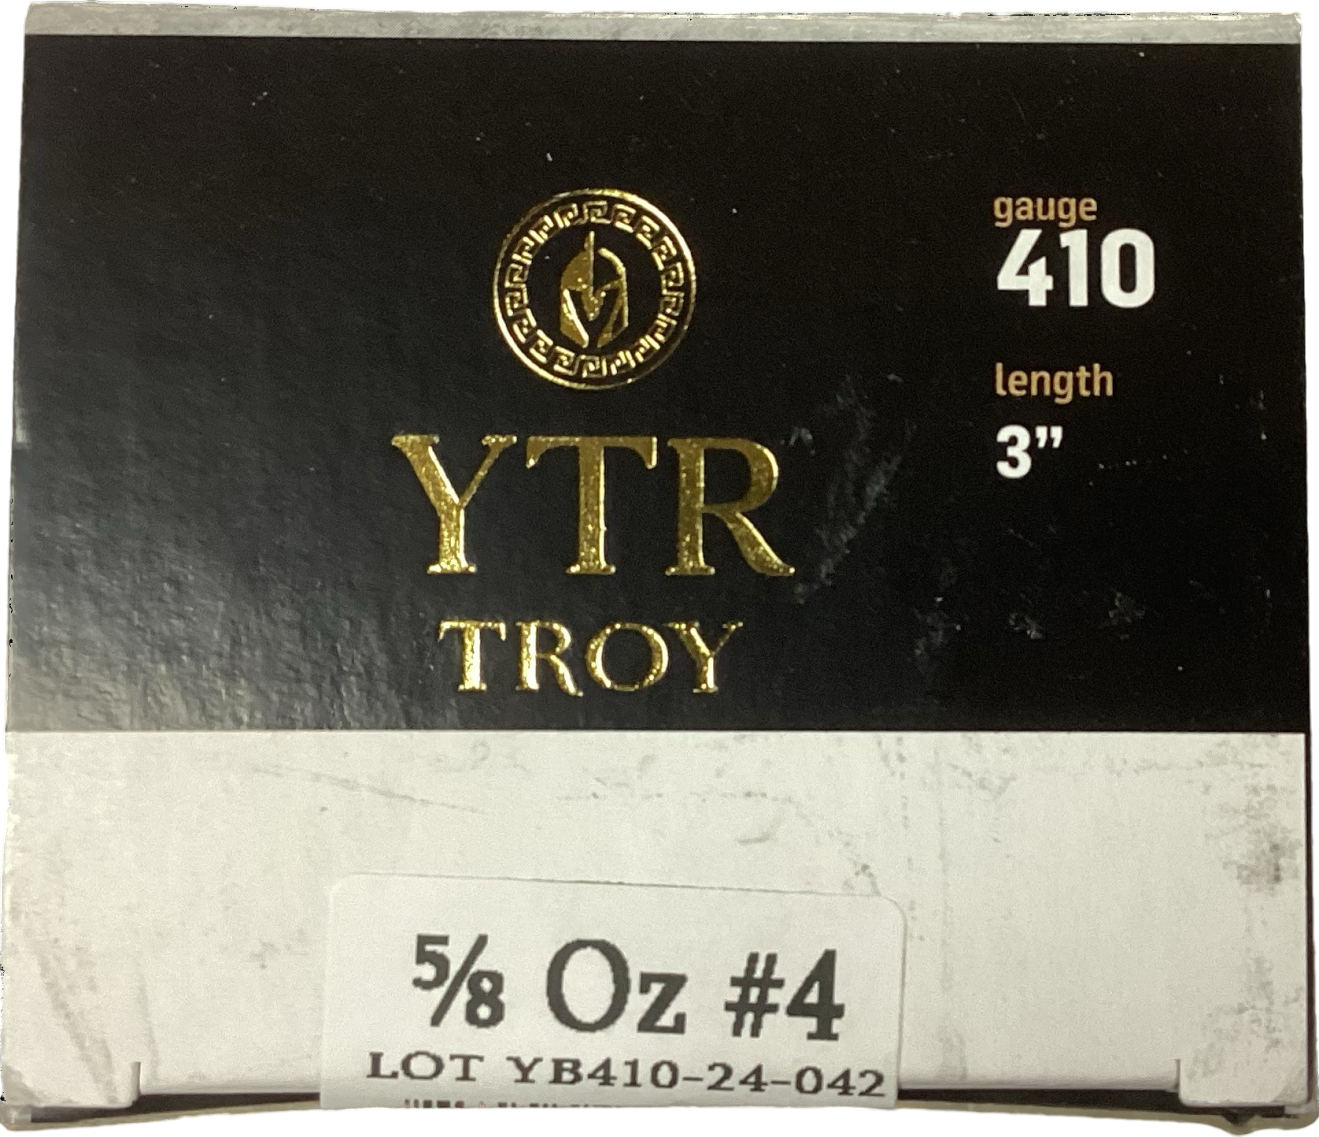 gauge
410
length
3”
YTR
TROY
⅝ Oz #4
LOT YB410-24-042